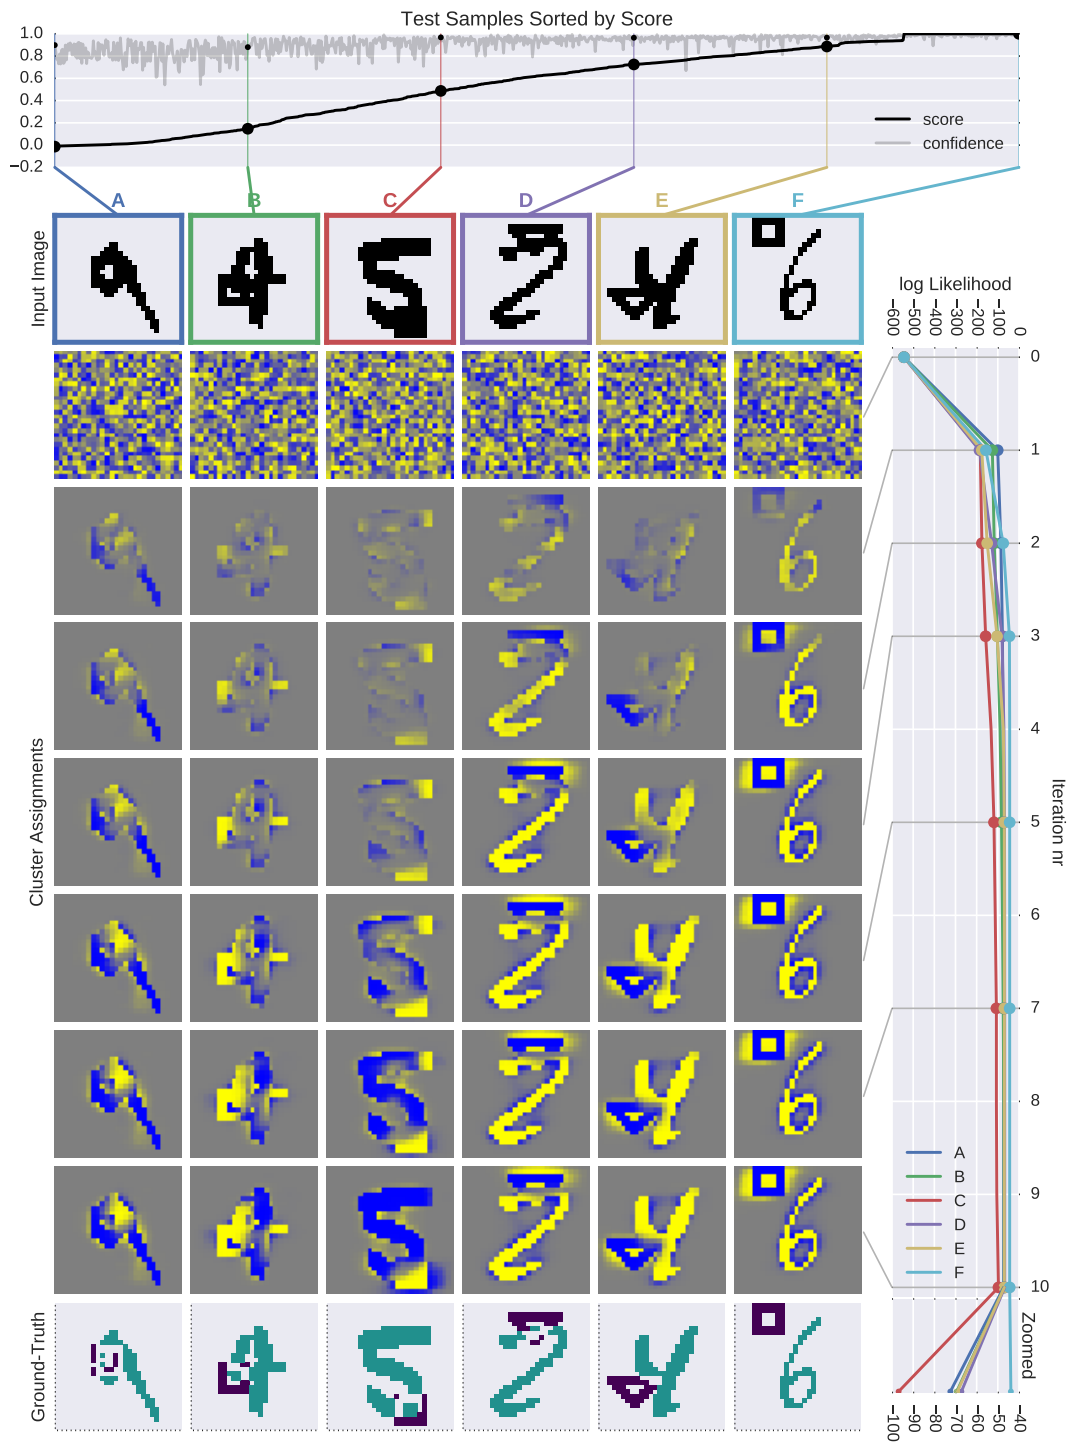 Test Samples Sorted by Score
1.0
0.8
0.6
0.4
0.2
0.0
−0.2
score
confidence
A B C D E F
Input Image
log Likelihood
−600 −500 −400 −300 −200 −100 0
0
1
2
3
4
5
6
7
8
9
10
Iteration nr
Cluster Assignments
A
B
C
D
E
F
Ground-Truth
Zoomed
−100 −90 −80 −70 −60 −50 −40